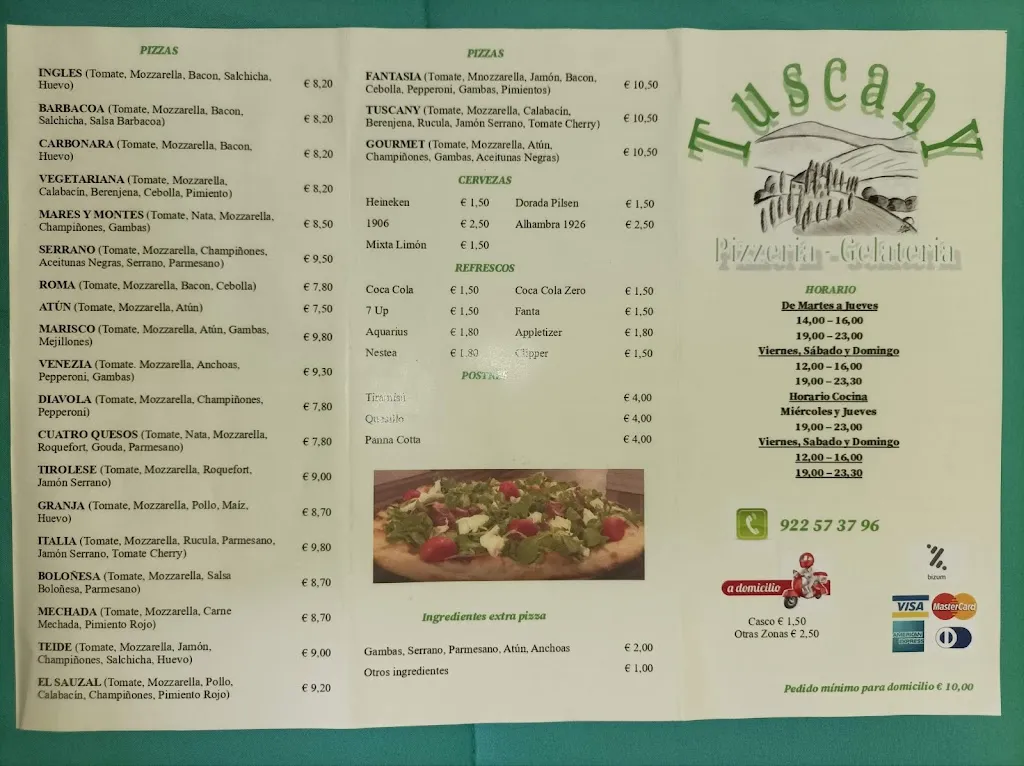 PIZZAS
INGLES (Tomate, Mozzarella, Bacon, Salchicha,
Huevo) € 8,20
BARBACOA (Tomate, Mozzarella, Bacon,
Salchicha, Salsa Barbacoa) € 8,20
CARBONARA (Tomate, Mozzarella, Bacon,
Huevo) € 8,20
VEGETARIANA (Tomate, Mozzarella,
Calabacín, Berenjena, Cebolla, Pimiento) € 8,20
MARES Y MONTES (Tomate, Nata, Mozzarella,
Champiñones, Gambas) € 8,50
SERRANO (Tomate, Mozzarella, Champiñones,
Aceitunas Negras, Serrano, Parmesano) € 9,50
ROMA (Tomate, Mozzarella, Bacon, Cebolla) € 7,80
ATÚN (Tomate, Mozzarella, Atún) € 7,50
MARISCO (Tomate, Mozzarella, Atún, Gambas,
Mejillones) € 9,80
VENEZIA (Tomate. Mozzarella, Anchoas,
Pepperoni, Gambas) € 9,30
DIAVOLA (Tomate, Mozzarella, Champiñones,
Pepperoni) € 7,80
CUATRO QUESOS (Tomate, Nata, Mozzarella,
Roquefort, Gouda, Parmesano) € 7,80
TIROLESE (Tomate, Mozzarella, Roquefort,
Jamón Serrano) € 9,00
GRANJA (Tomate, Mozzarella, Pollo, Maíz,
Huevo) € 8,70
ITALIA (Tomate, Mozzarella, Rucula, Parmesano,
Jamón Serrano, Tomate Cherry) € 9,80
BOLOÑESA (Tomate, Mozzarella, Salsa
Boloñesa, Parmesano) € 8,70
MECHADA (Tomate, Mozzarella, Carne
Mechada, Pimiento Rojo) € 8,70
TEIDE (Tomate, Mozzarella, Jamón,
Champiñones, Salchicha, Huevo) € 9,00
EL SAUZAL (Tomate, Mozzarella, Pollo,
Calabacín, Champiñones, Pimiento Rojo) € 9,20
PIZZAS
FANTASIA (Tomate, Mnozzarella, Jamón, Bacon,
Cebolla, Pepperoni, Gambas, Pimientos) € 10,50
TUSCANY (Tomate, Mozzarella, Calabacín,
Berenjena, Rucula, Jamón Serrano, Tomate Cherry) € 10,50
GOURMET (Tomate, Mozzarella, Atún,
Champiñones, Gambas, Aceitunas Negras) € 10,50
CERVEZAS
Heineken € 1,50 Dorada Pilsen € 1,50
1906 € 2,50 Alhambra 1926 € 2,50
Mixta Limón € 1,50
REFRESCOS
Coca Cola € 1,50 Coca Cola Zero € 1,50
7 Up € 1,50 Fanta € 1,50
Aquarius € 1,80 Appletizer € 1,80
Nestea € 1,80 Clipper € 1,50
POSTRE
Tiramisú € 4,00
Quesillo € 4,00
Panna Cotta € 4,00
Ingredientes extra pizza
Gambas, Serrano, Parmesano, Atún, Anchoas € 2,00
Otros ingredientes € 1,00
Tuscany
Pizzeria - Gelateria
HORARIO
De Martes a Jueves
14,00 – 16,00
19,00 – 23,00
Viernes, Sábado y Domingo
12,00 – 16,00
19,00 – 23,30
Horario Cocina
Miércoles y Jueves
19,00 – 23,00
Viernes, Sabado y Domingo
12,00 – 16,00
19,00 – 23,30
922 57 37 96
a domicilio
Casco € 1,50
Otras Zonas € 2,50
bizum
VISA MasterCard
AMERICAN EXPRESS
Pedido mínimo para domicilio € 10,00